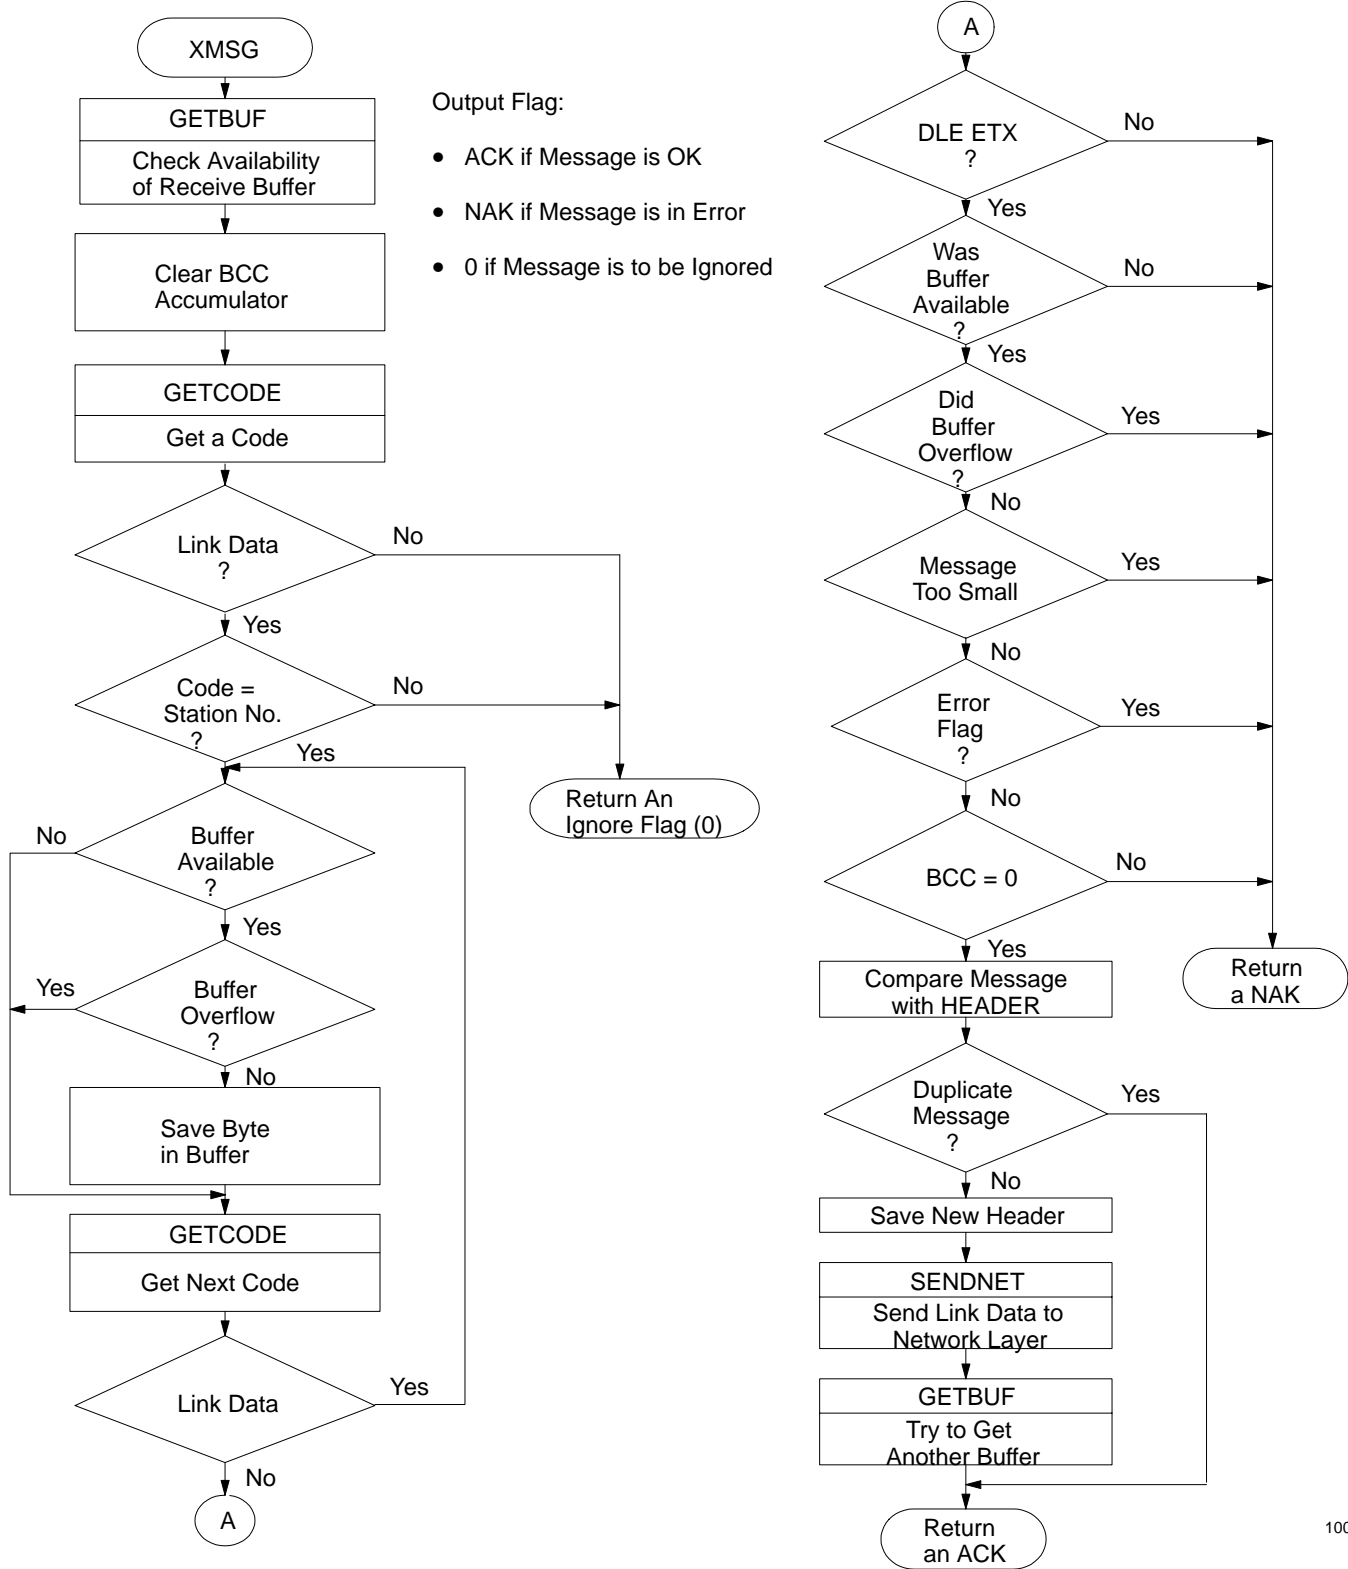 XMSG
GETBUF
Check Availability
of Receive Buffer
Clear BCC
Accumulator
GETCODE
Get a Code
Link Data
?
No
Yes
Code =
Station No.
?
No
Yes
Return An
Ignore Flag (0)
Buffer
Available
?
No
Yes
Buffer
Overflow
?
Yes
No
Save Byte
in Buffer
GETCODE
Get Next Code
Link Data
Yes
No
A
Output Flag:
• ACK if Message is OK
• NAK if Message is in Error
• 0 if Message is to be Ignored
A
DLE ETX
?
No
Yes
Was
Buffer
Available
?
No
Yes
Did
Buffer
Overflow
?
Yes
No
Message
Too Small
Yes
No
Error
Flag
?
Yes
No
BCC = 0
No
Yes
Return
a NAK
Compare Message
with HEADER
Duplicate
Message
?
Yes
No
Save New Header
SENDNET
Send Link Data to
Network Layer
GETBUF
Try to Get
Another Buffer
Return
an ACK
100